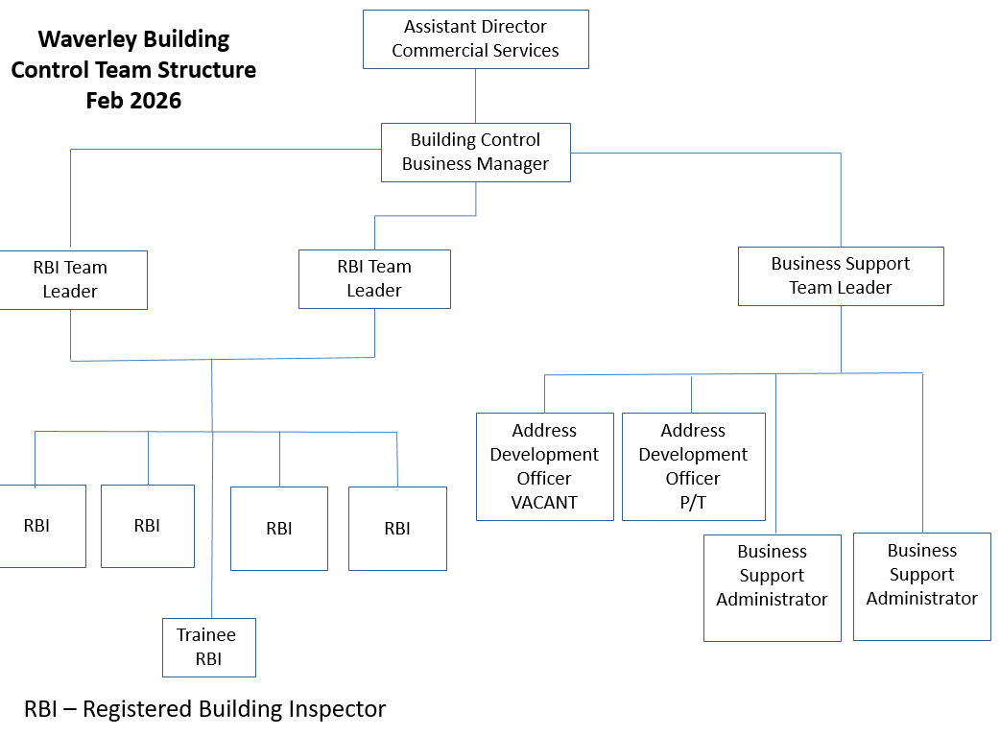 Waverley Building
Control Team Structure
Feb 2026
Assistant Director
Commercial Services
Building Control
Business Manager
RBI Team
Leader
RBI Team
Leader
Business Support
Team Leader
Address
Development
Officer
VACANT
Address
Development
Officer
P/T
RBI
RBI
RBI
RBI
Business
Support
Administrator
Business
Support
Administrator
Trainee
RBI
RBI – Registered Building Inspector